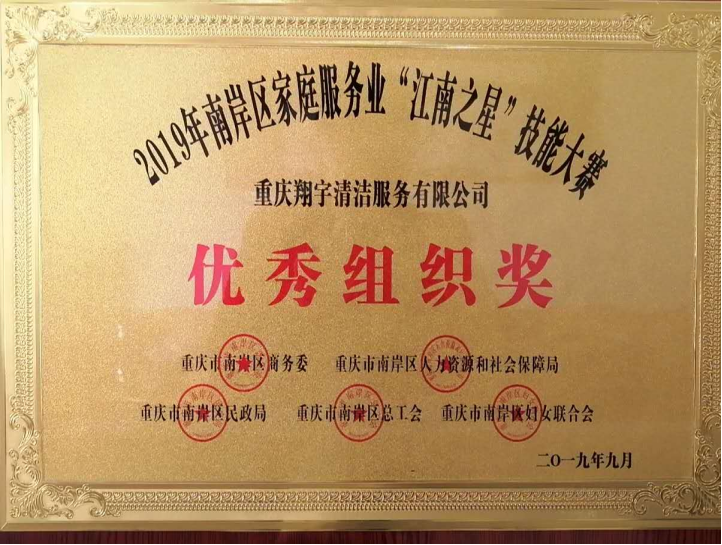 2019年南岸区家庭服务业“江南之星”技能大赛
重庆翔宇清洁服务有限公司
优秀组织奖
重庆市南岸区商务委 重庆市南岸区人力资源和社会保障局
重庆市南岸区民政局 重庆市南岸区总工会 重庆市南岸区妇女联合会
二〇一九年九月